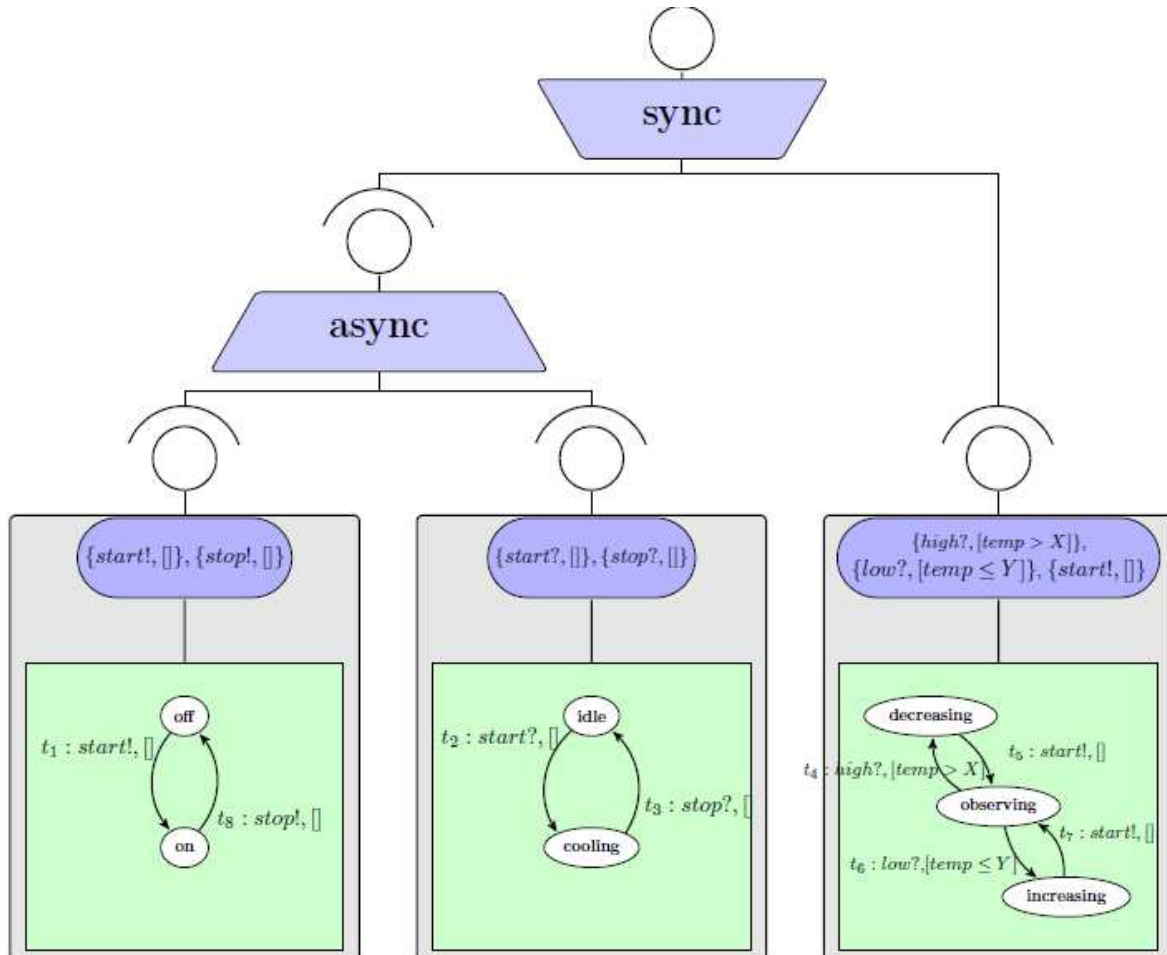 sync
async
{start!, []}, {stop!, []}
{start?, []}, {stop?, []}
{high?, [temp > X]},
{low?, [temp ≤ Y]}, {start!, []}
off
t₁ : start!, []
t₈ : stop!, []
on
idle
t₂ : start?, []
t₃ : stop?, []
cooling
decreasing
t₅ : start!, []
t₄ : high?, [temp > X]
observing
t₇ : start!, []
t₆ : low?, [temp ≤ Y]
increasing